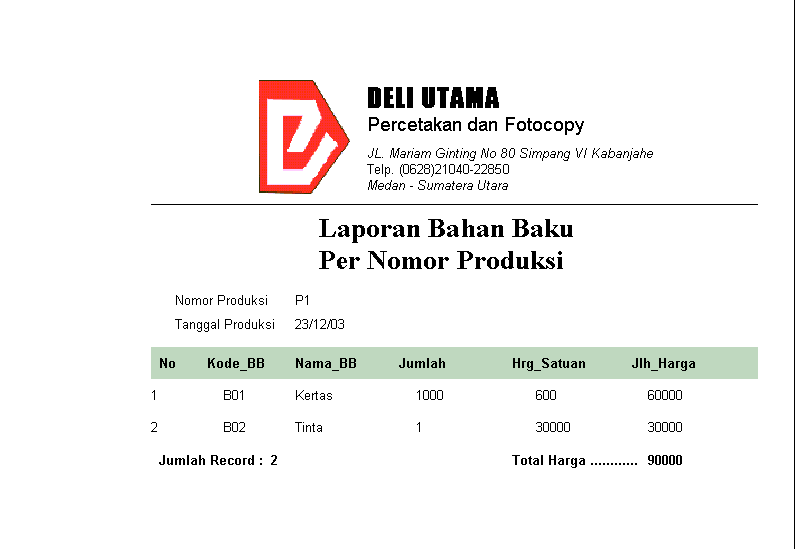 DELI UTAMA
Percetakan dan Fotocopy
JL. Mariam Ginting No 80 Simpang VI Kabanjahe
Telp. (0628)21040-22850
Medan - Sumatera Utara
Laporan Bahan Baku
Per Nomor Produksi
Nomor Produksi P1
Tanggal Produksi 23/12/03
No Kode_BB Nama_BB Jumlah Hrg_Satuan Jlh_Harga
1 B01 Kertas 1000 600 60000
2 B02 Tinta 1 30000 30000
Jumlah Record : 2 Total Harga ............ 90000